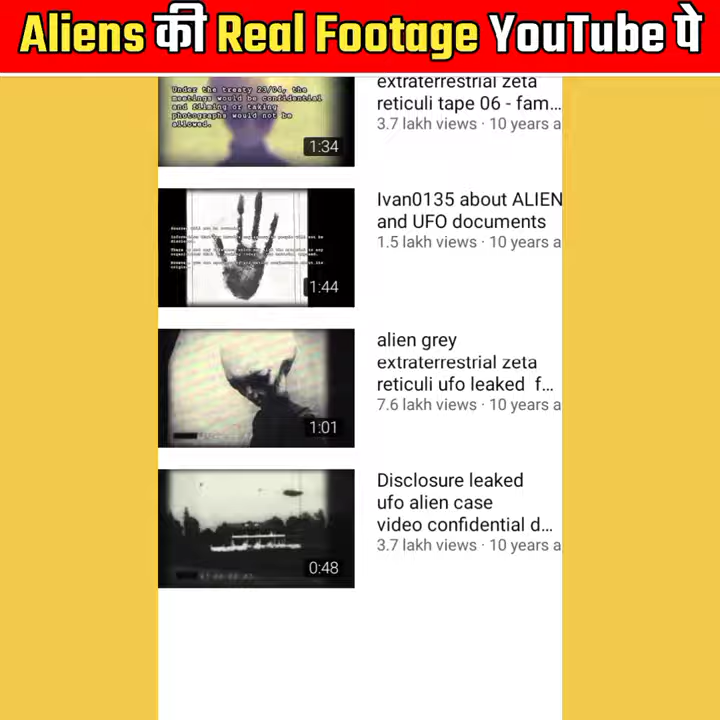 Aliens की Real Footage YouTube पे
Under the treaty 23/04, the
meetings would be confidential
and filming or taking
photographs would not be
allowed.
1:34
extraterrestrial zeta
reticuli tape 06 - fam...
3.7 lakh views · 10 years a
1:44
Ivan0135 about ALIEN
and UFO documents
1.5 lakh views · 10 years a
1:01
alien grey
extraterrestrial zeta
reticuli ufo leaked f...
7.6 lakh views · 10 years a
0:48
Disclosure leaked
ufo alien case
video confidential d...
3.7 lakh views · 10 years a